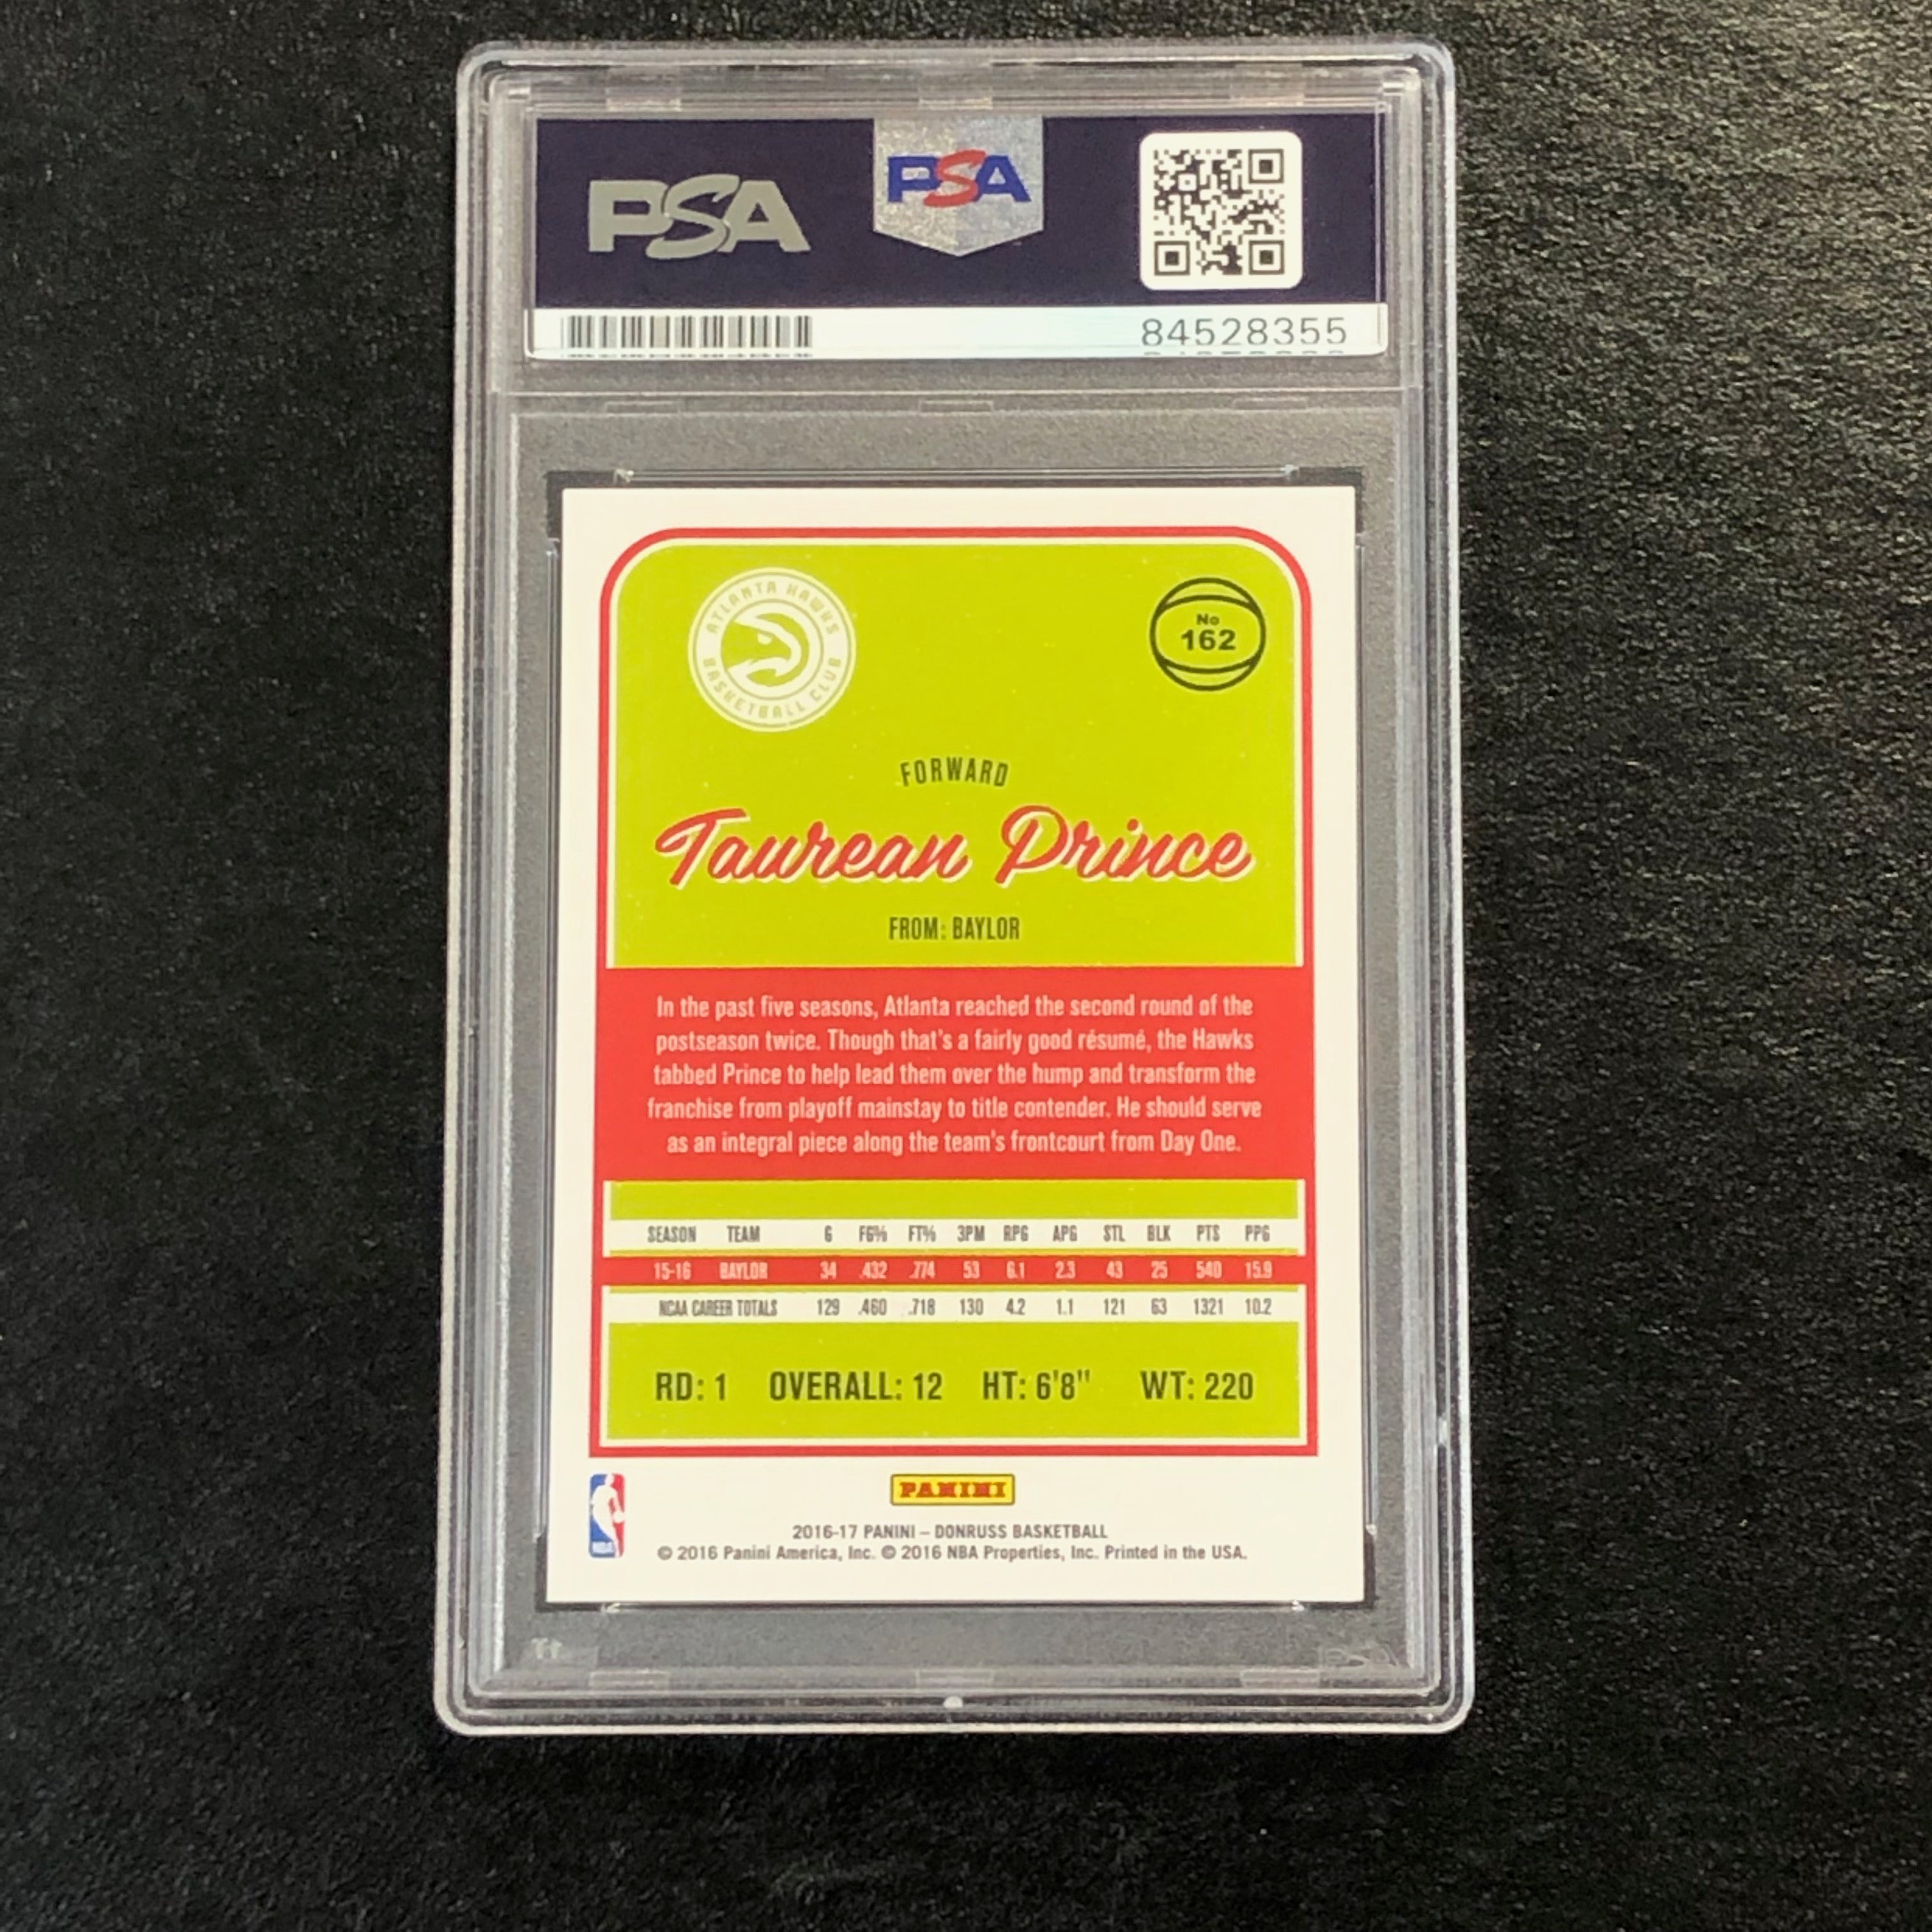 PSA
PSA
84528355
ATLANTA HAWKS
BASKETBALL CLUB
No
162
FORWARD
Taurean Prince
FROM: BAYLOR
In the past five seasons, Atlanta reached the second round of the
postseason twice. Though that's a fairly good résumé, the Hawks
tabbed Prince to help lead them over the hump and transform the
franchise from playoff mainstay to title contender. He should serve
as an integral piece along the team's frontcourt from Day One.
SEASON TEAM G FG% FT% 3PM RPG APG STL BLK PTS PPG
15-16 BAYLOR 34 .432 .774 53 6.1 2.3 43 25 540 15.9
NCAA CAREER TOTALS 129 .460 .718 130 4.2 1.1 121 63 1321 10.2
RD: 1 OVERALL: 12 HT: 6'8" WT: 220
NBA
PANINI
2016-17 PANINI – DONRUSS BASKETBALL
© 2016 Panini America, Inc. © 2016 NBA Properties, Inc. Printed in the USA.